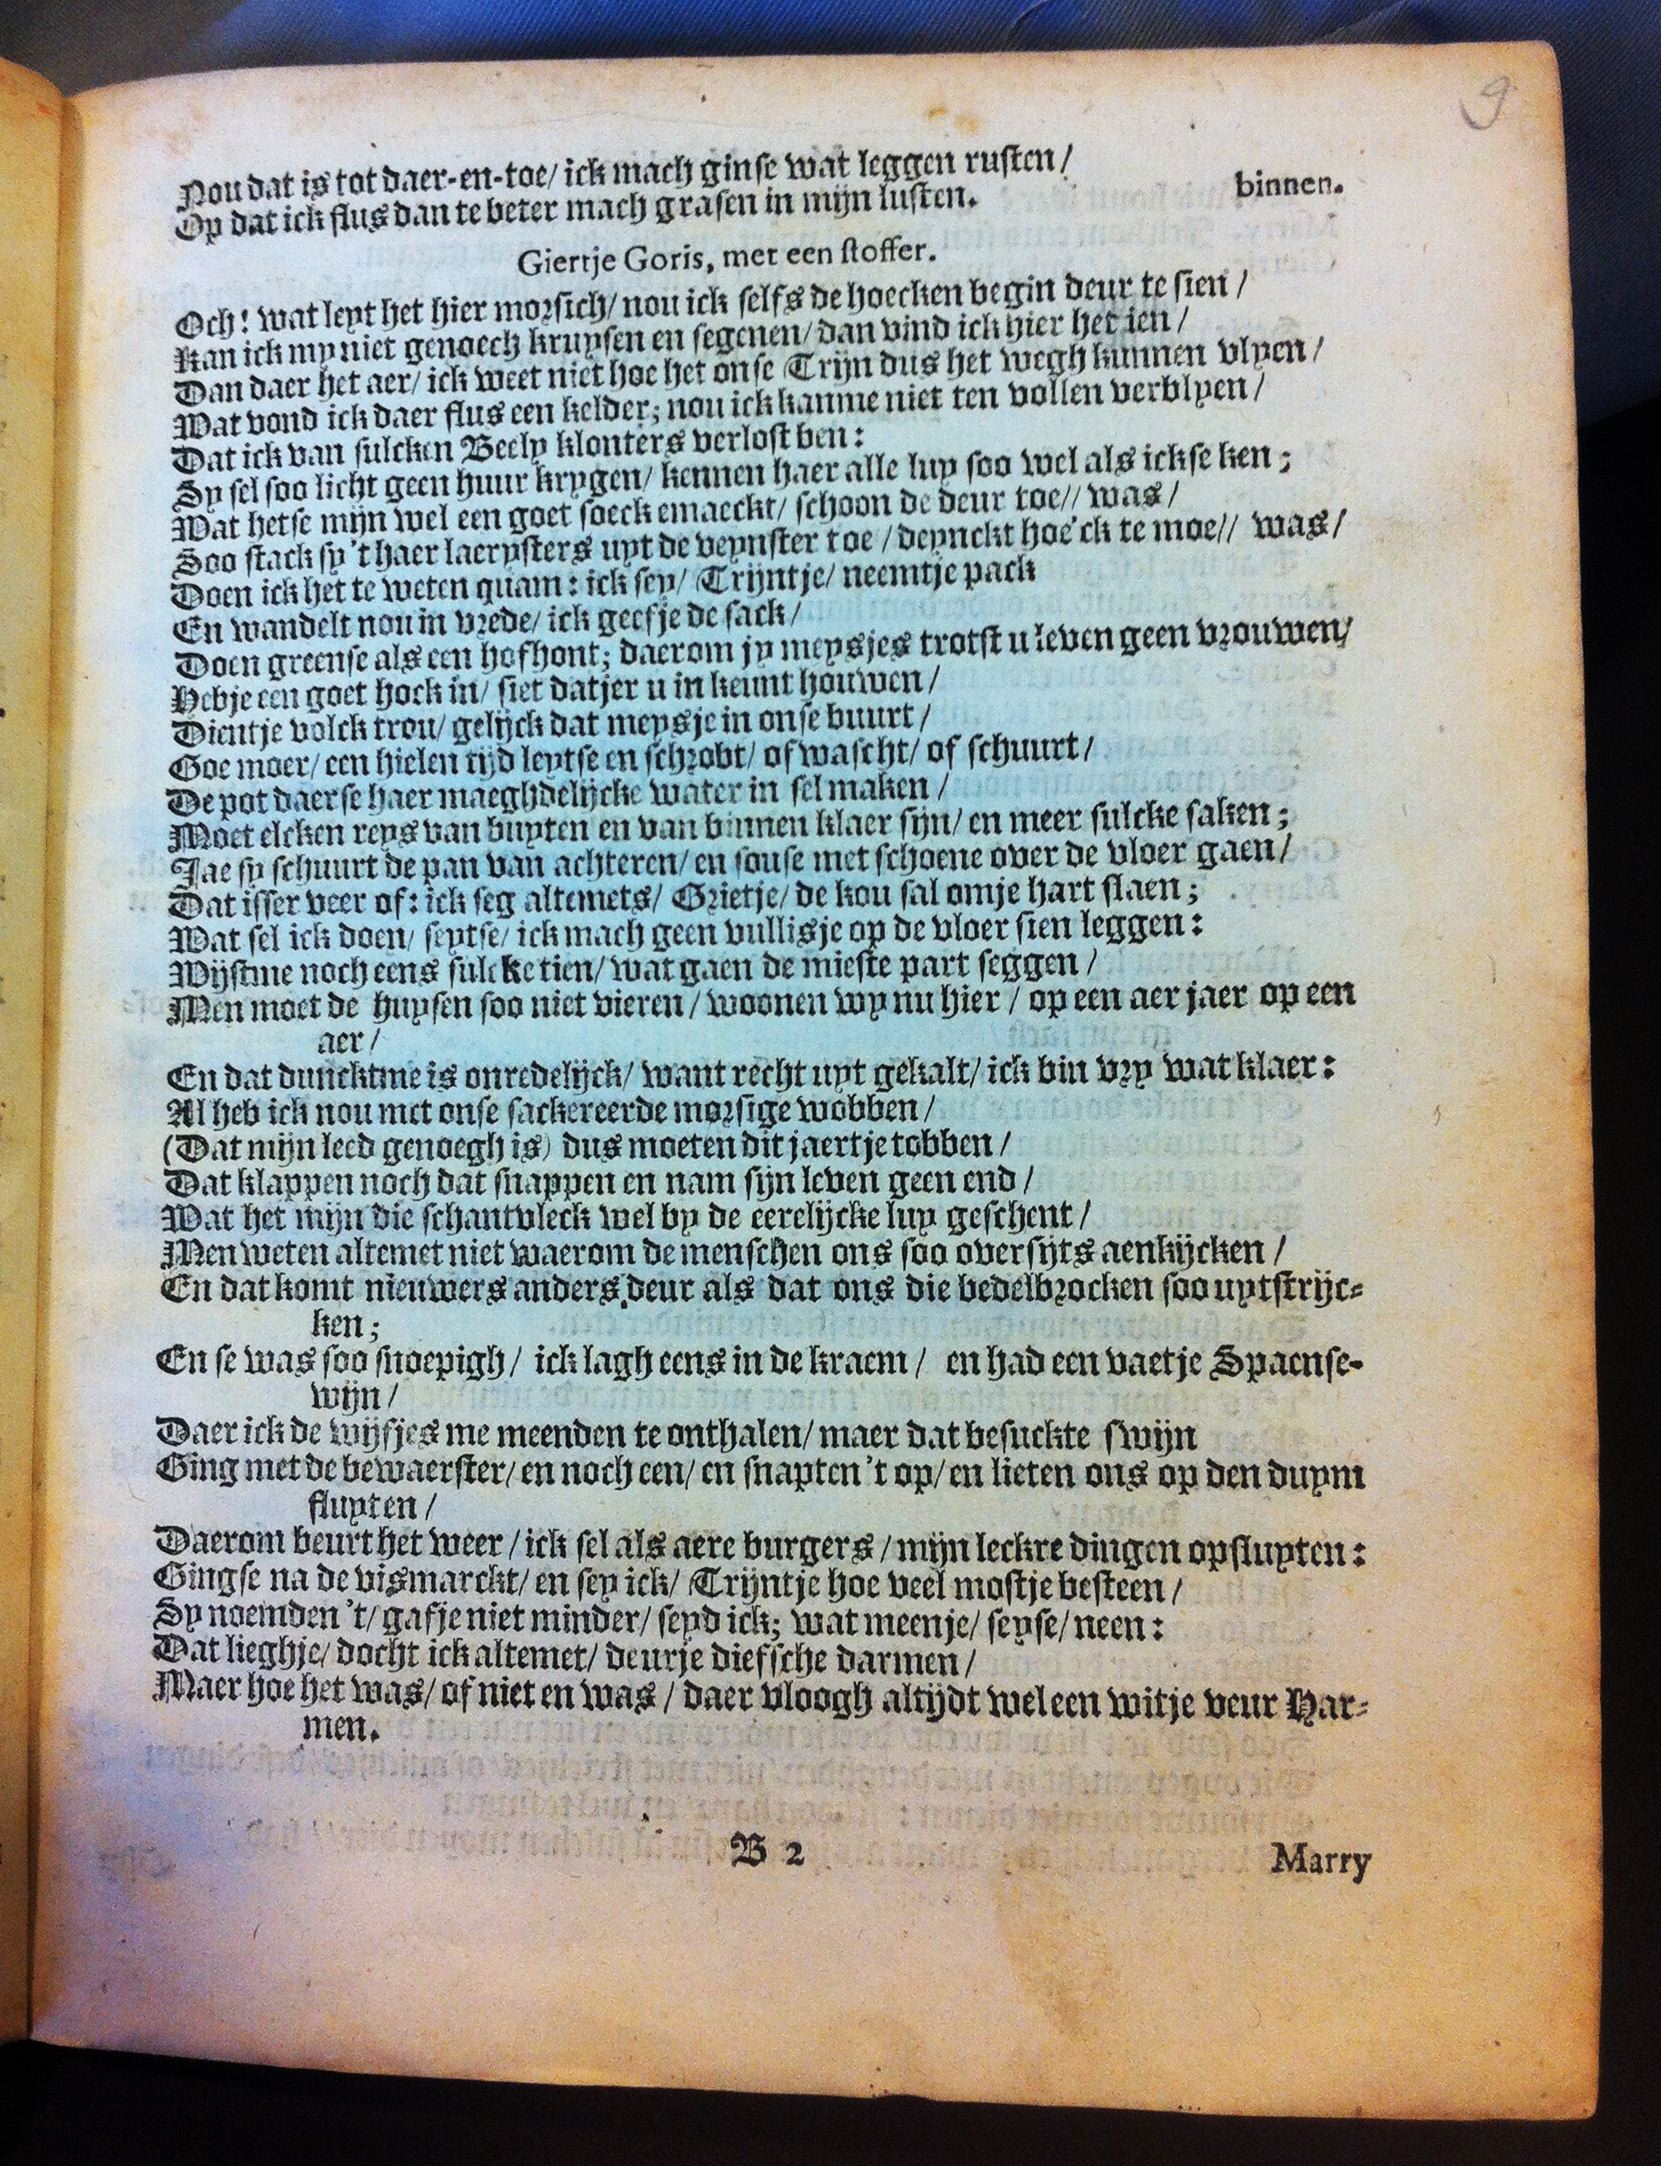 9
Nou dat is tot daer-en-toe/ ick mach ginse wat leggen rusten/
Op dat ick flus dan te beter mach grasen in mijn lusten. binnen.
Giertje Goris, met een stoffer.
Och! wat leyt het hier morsich/ nou ick selfs de hoecken begin deur te sien/
Kan ick my niet genoech kruysen en segenen/ dan vind ick hier het ien/
Dan daer het aer/ ick weet niet hoe het onse Trijn dus het wegh kunnen vlyen/
Wat vond ick daer flus een kelder; nou ick kanme niet ten vollen verblyen/
Dat ick van sulcken Beely klonters verlost ben:
Sy sel soo licht geen huur krygen/ kennen haer alle luy soo wel als ickse ken;
Wat hetse mijn wel een goet soeck emaeckt/ schoon de deur toe// was/
Soo stack sy 't haer laerysters uyt de veynster toe/ deynckt hoe'ck te moe// was/
Doen ick het te weten quam: ick sey/ Trijntje/ neemtje pack
En wandelt nou in vrede/ ick geefje de sack/
Doen greense als een hofhont; daerom jy meysjes trotst u leven geen vrouwen/
Hebje een goet hock in/ siet datjer u in keunt houwen/
Dientje volck trou/ gelijck dat meysje in onse buurt/
Goe moer/ een hielen tijd leytse en schrobt/ of wascht/ of schuurt/
De pot daerse haer maeghdelijcke water in sel maken/
Moet elcken reys van buyten en van binnen klaer sijn/ en meer sulcke saken;
Jae sy schuurt de pan van achteren/ en souse met schoene over de vloer gaen/
Dat isser veer of: ick seg altemets/ Grietje/ de kou sal omje hart slaen;
Wat sel ick doen/ seytse/ ick mach geen vullisje op de vloer sien leggen:
Wijstme noch eens sulcke tien/ wat gaen de mieste part seggen/
Men moet de huysen soo niet vieren/ woonen wy nu hier/ op een aer jaer op een
aer/
En dat dunckt me is onredelijck/ want recht uyt gekalt/ ick bin vry wat klaer:
Al heb ick nou met onse sackereerde morsige wobben/
(Dat mijn leed genoegh is) dus moeten dit jaertje tobben/
Dat klappen noch dat snappen en nam sijn leven geen end/
Wat het mijn die schantvleck wel by de eerelijcke luy geschent/
Men weten altemet niet waerom de menschen ons soo oversijts aenkijcken/
En dat komt nieuwers anders deur als dat ons die bedelbrocken soo uytstrijc-
ken;
En se was soo snoepigh/ ick lagh eens in de kraem/ en had een vaetje Spaense-
wijn/
Daer ick de wijfjes me meenden te onthalen/ maer dat besuckte swijn
Ging met de bewaerster/ en noch een/ en snapten 't op/ en lieten ons op den duym
fluyten/
Daerom beurt het weer/ ick sel als aere burgers/ mijn leckre dingen opsluyten:
Gingse na de vismarckt/ en sey ick/ Trijntje hoe veel mostje besteen/
Sy noemden 't/ gafje niet minder/ seyd ick; wat meenje/ seyse/ neen:
Dat lieghje/ docht ick altemet/ deurje diefsche darmen/
Maer hoe het was/ of niet en was/ daer vloogh altijdt wel een witje veur Har-
men.
B 2 Marry